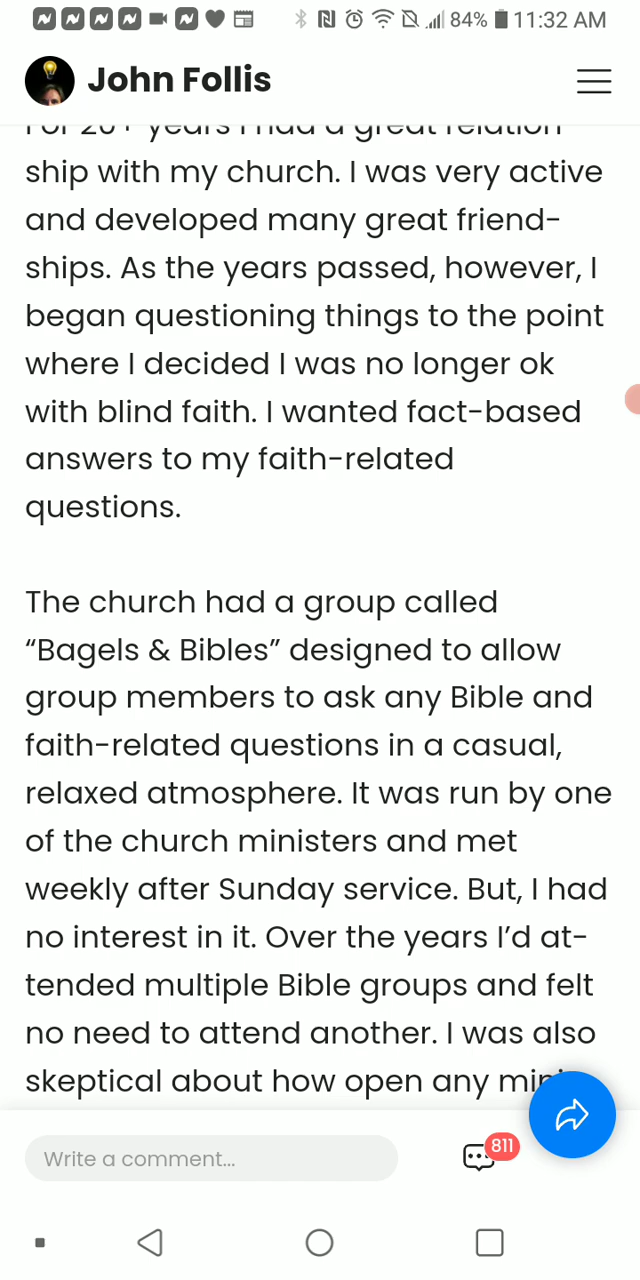 84% 11:32 AM
John Follis
For 20+ years I had a great relation
ship with my church. I was very active
and developed many great friend-
ships. As the years passed, however, I
began questioning things to the point
where I decided I was no longer ok
with blind faith. I wanted fact-based
answers to my faith-related
questions.
The church had a group called
“Bagels & Bibles” designed to allow
group members to ask any Bible and
faith-related questions in a casual,
relaxed atmosphere. It was run by one
of the church ministers and met
weekly after Sunday service. But, I had
no interest in it. Over the years I’d at-
tended multiple Bible groups and felt
no need to attend another. I was also
skeptical about how open any
Write a comment...
811